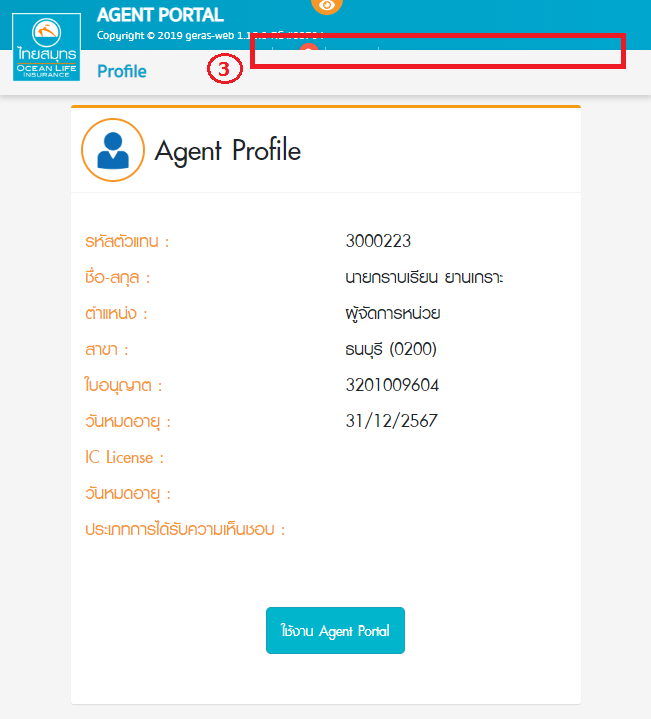 AGENT PORTAL
Copyright © 2019 geras-web
ไทยสมุทร
OCEAN LIFE
INSURANCE
Profile
3
Agent Profile
รหัสตัวแทน : 3000223
ชื่อ-สกุล : นายกราบเรียน ยานเกราะ
ตำแหน่ง : ผู้จัดการหน่วย
สาขา : ธนบุรี (0200)
ใบอนุญาต : 3201009604
วันหมดอายุ : 31/12/2567
IC License :
วันหมดอายุ :
ประเภทการได้รับความเห็นชอบ :
ใช้งาน Agent Portal